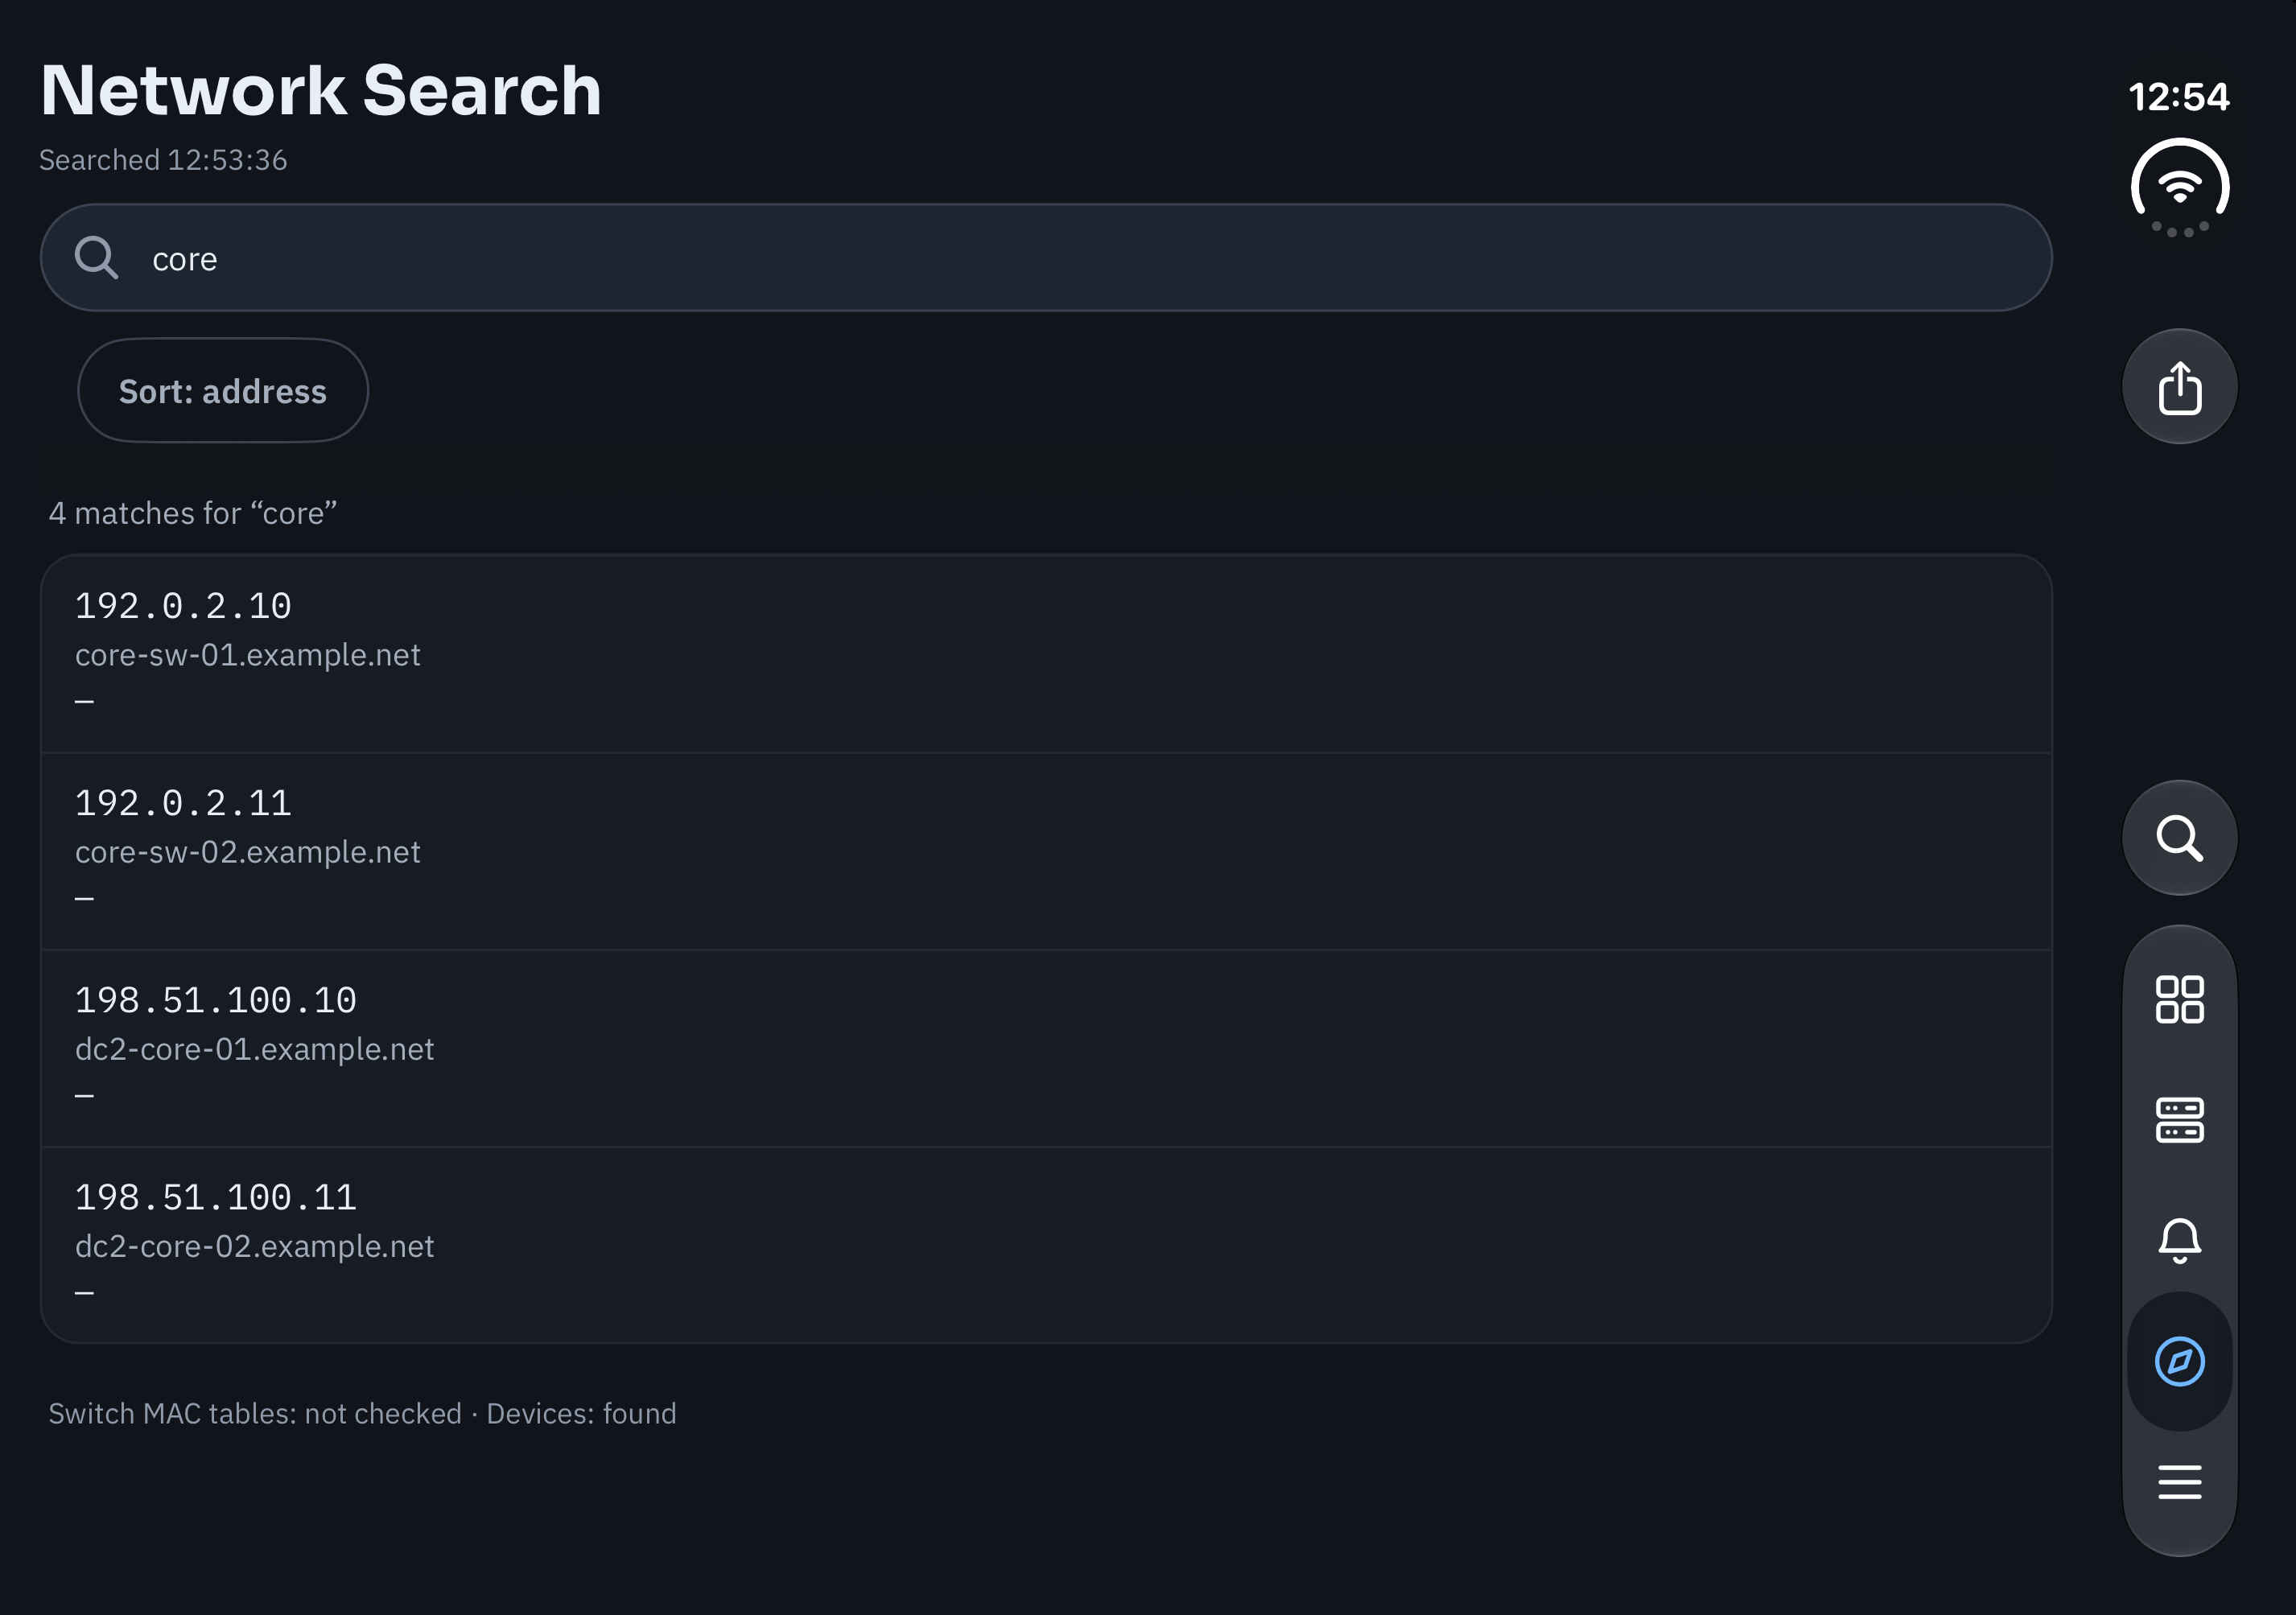 Network Search
12:54
Searched 12:53:36
core
Sort: address
4 matches for “core”
192.0.2.10
core-sw-01.example.net
—
192.0.2.11
core-sw-02.example.net
—
198.51.100.10
dc2-core-01.example.net
—
198.51.100.11
dc2-core-02.example.net
—
Switch MAC tables: not checked · Devices: found